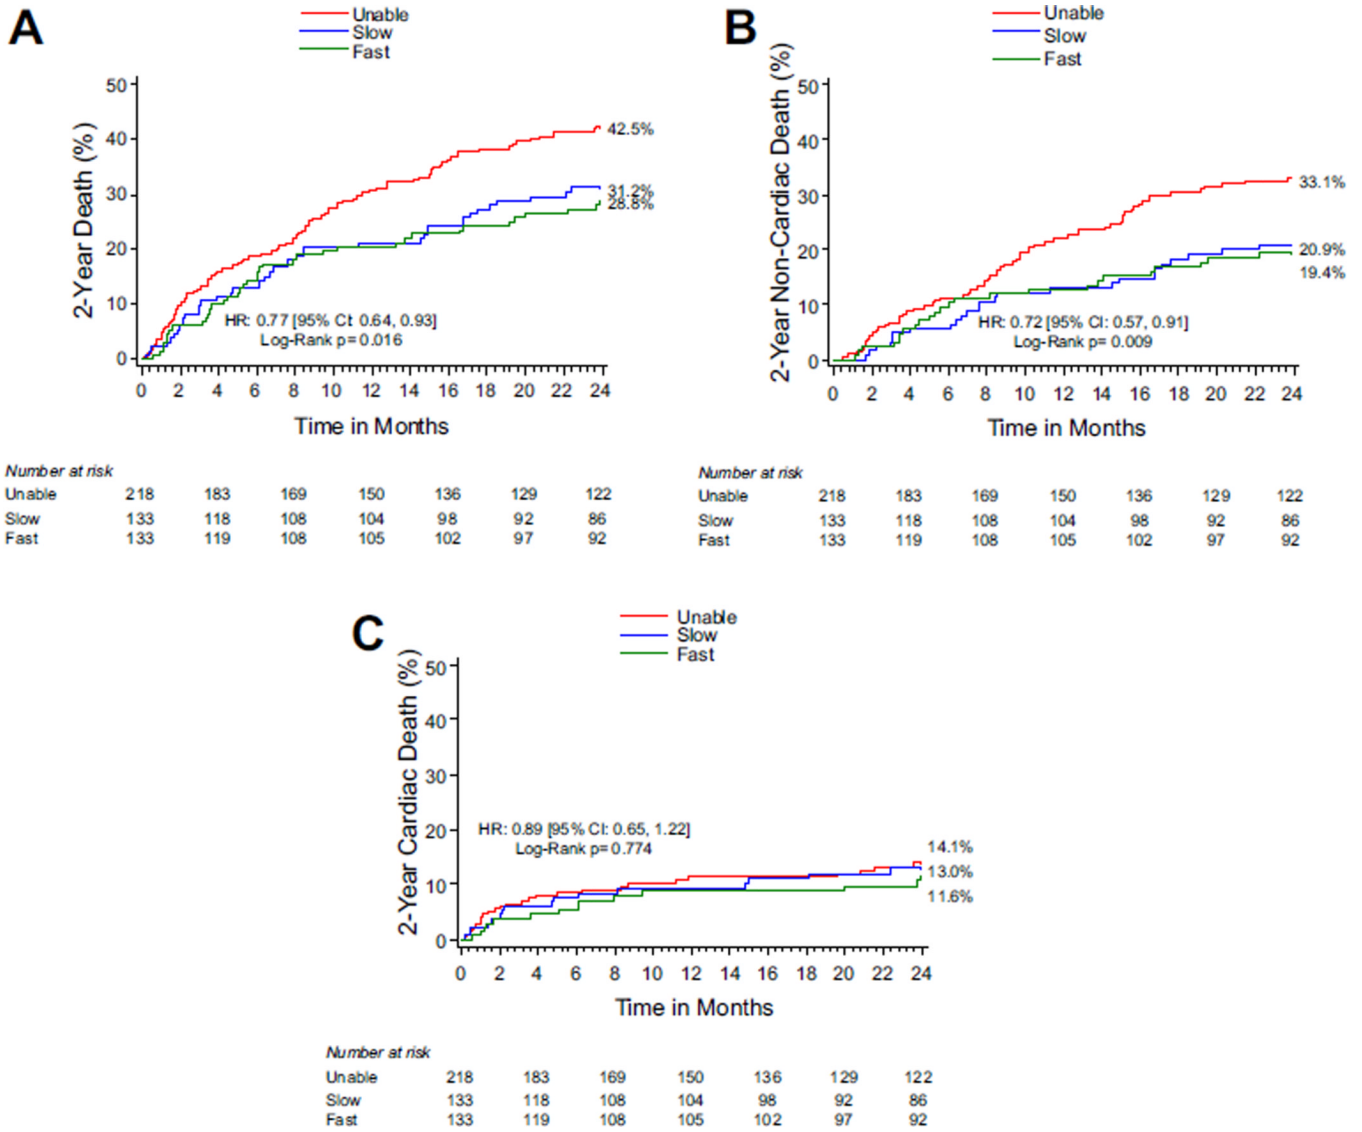 A
Unable
Slow
Fast
2-Year Death (%)
50
40
30
20
10
0
42.5%
31.2%
28.8%
HR: 0.77 [95% CI: 0.64, 0.93]
Log-Rank p= 0.016
0 2 4 6 8 10 12 14 16 18 20 22 24
Time in Months
Number at risk
Unable 218 183 169 150 136 129 122
Slow 133 118 108 104 98 92 86
Fast 133 119 108 105 102 97 92
B
Unable
Slow
Fast
2-Year Non-Cardiac Death (%)
50
40
30
20
10
0
33.1%
20.9%
19.4%
HR: 0.72 [95% CI: 0.57, 0.91]
Log-Rank p= 0.009
0 2 4 6 8 10 12 14 16 18 20 22 24
Time in Months
Number at risk
Unable 218 183 169 150 136 129 122
Slow 133 118 108 104 98 92 86
Fast 133 119 108 105 102 97 92
C
Unable
Slow
Fast
2-Year Cardiac Death (%)
50
40
30
20
10
0
HR: 0.89 [95% CI: 0.65, 1.22]
Log-Rank p= 0.774
14.1%
13.0%
11.6%
0 2 4 6 8 10 12 14 16 18 20 22 24
Time in Months
Number at risk
Unable 218 183 169 150 136 129 122
Slow 133 118 108 104 98 92 86
Fast 133 119 108 105 102 97 92